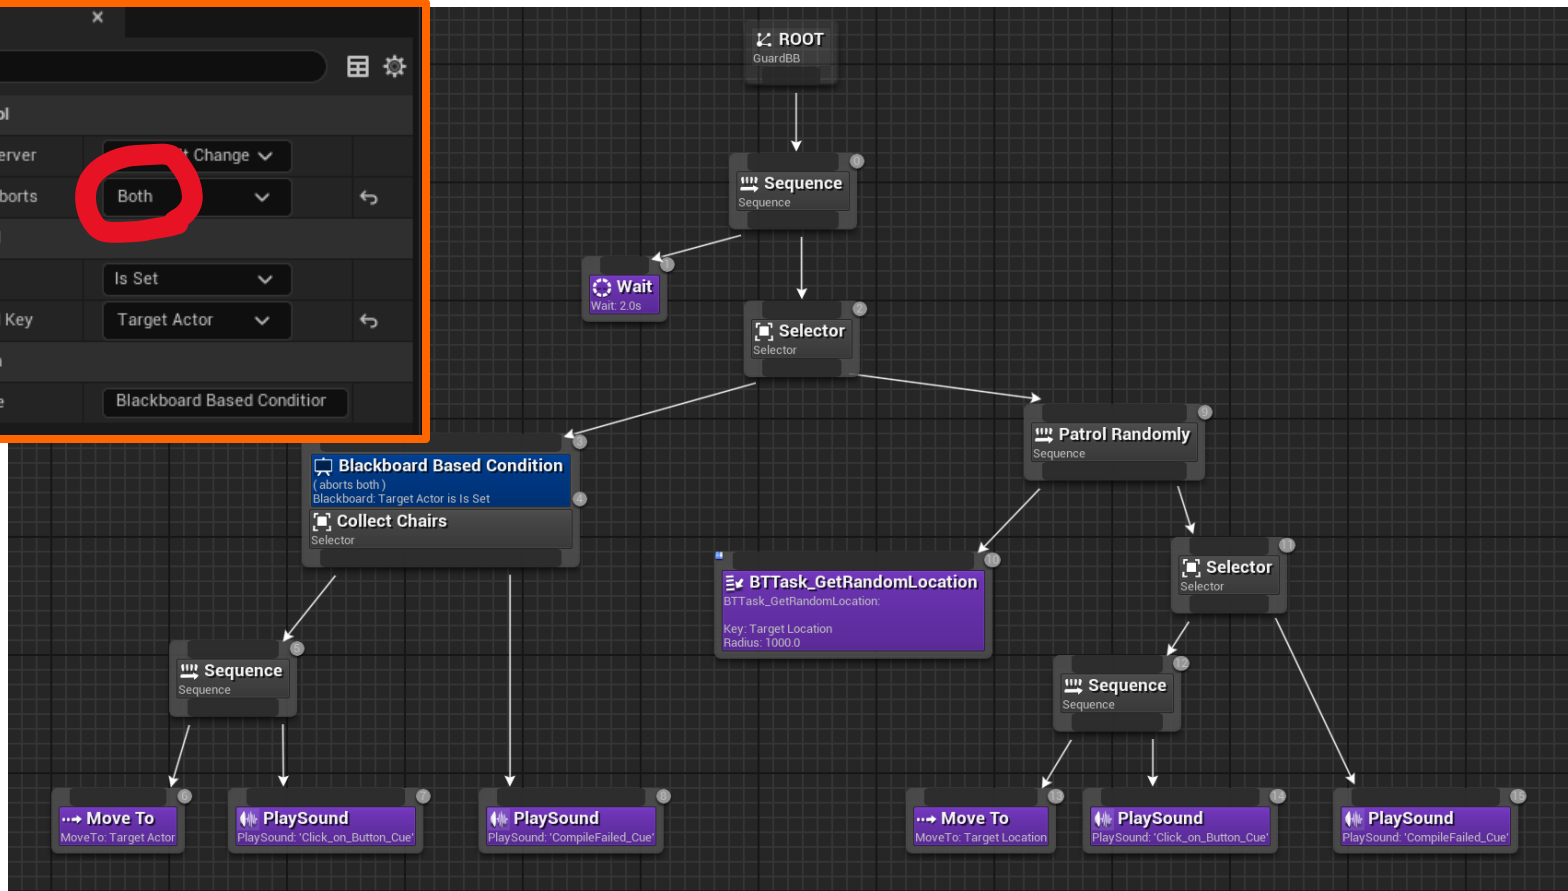 ol
erver
t Change
borts
Both
Is Set
Key
Target Actor
e
Blackboard Based Condition
ROOT
GuardBB
0
Sequence
Sequence
1
Wait
Wait: 2.0s
2
Selector
Selector
3
Blackboard Based Condition
( aborts both )
Blackboard: Target Actor is Is Set
4
Collect Chairs
Selector
9
Patrol Randomly
Sequence
10
BTTask_GetRandomLocation
BTTask_GetRandomLocation:
Key: Target Location
Radius: 1000.0
11
Selector
Selector
5
Sequence
Sequence
12
Sequence
Sequence
6
Move To
MoveTo: Target Actor
7
PlaySound
PlaySound: 'Click_on_Button_Cue'
8
PlaySound
PlaySound: 'CompileFailed_Cue'
13
Move To
MoveTo: Target Location
14
PlaySound
PlaySound: 'Click_on_Button_Cue'
15
PlaySound
PlaySound: 'CompileFailed_Cue'